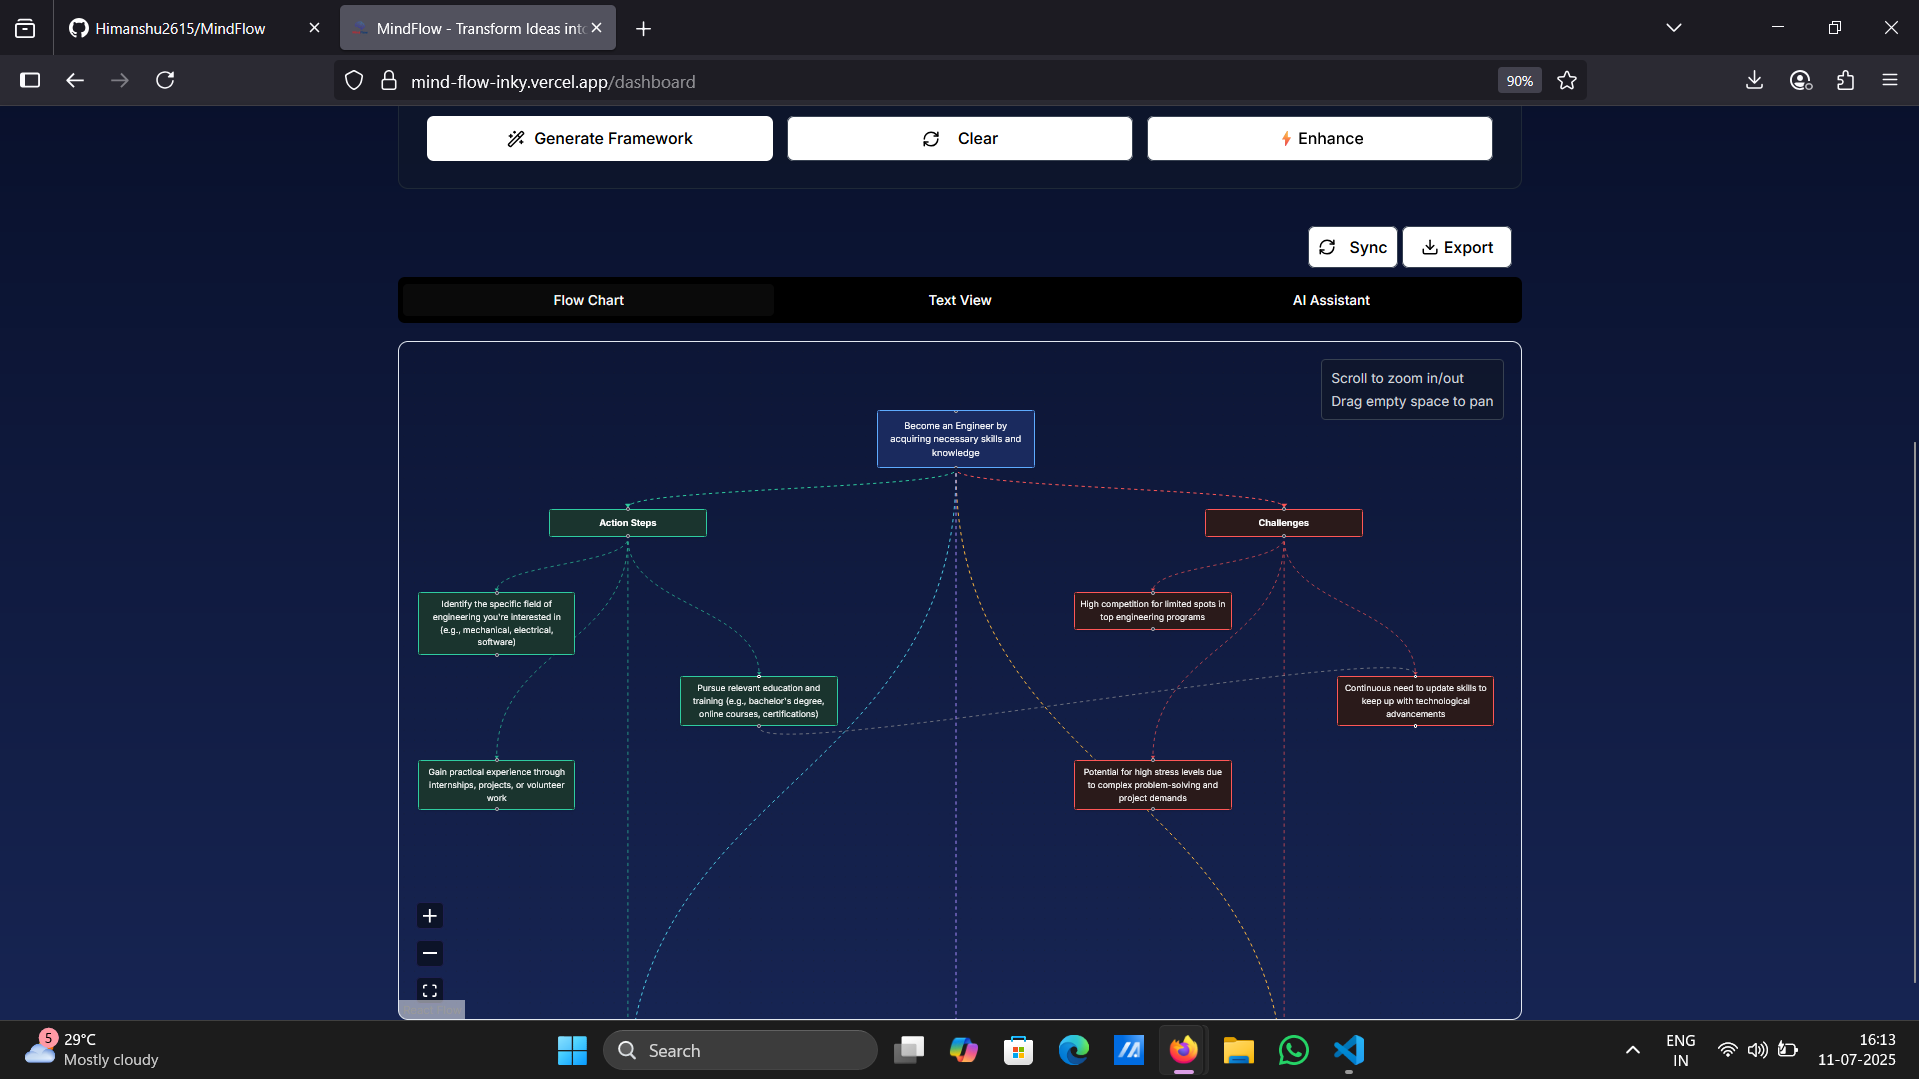 Himanshu2615/MindFlow
MindFlow - Transform Ideas into
mind-flow-inky.vercel.app/dashboard
90%
Generate Framework
Clear
Enhance
Sync
Export
Flow Chart
Text View
AI Assistant
Scroll to zoom in/out
Drag empty space to pan
Become an Engineer by
acquiring necessary skills and
knowledge
Action Steps
Challenges
Identify the specific field of
engineering you're interested in
(e.g., mechanical, electrical,
software)
High competition for limited spots in
top engineering programs
Pursue relevant education and
training (e.g., bachelor's degree,
online courses, certifications)
Continuous need to update skills to
keep up with technological
advancements
Gain practical experience through
internships, projects, or volunteer
work
Potential for high stress levels due
to complex problem-solving and
project demands
5
29°C
Mostly cloudy
Search
ENG
IN
16:13
11-07-2025